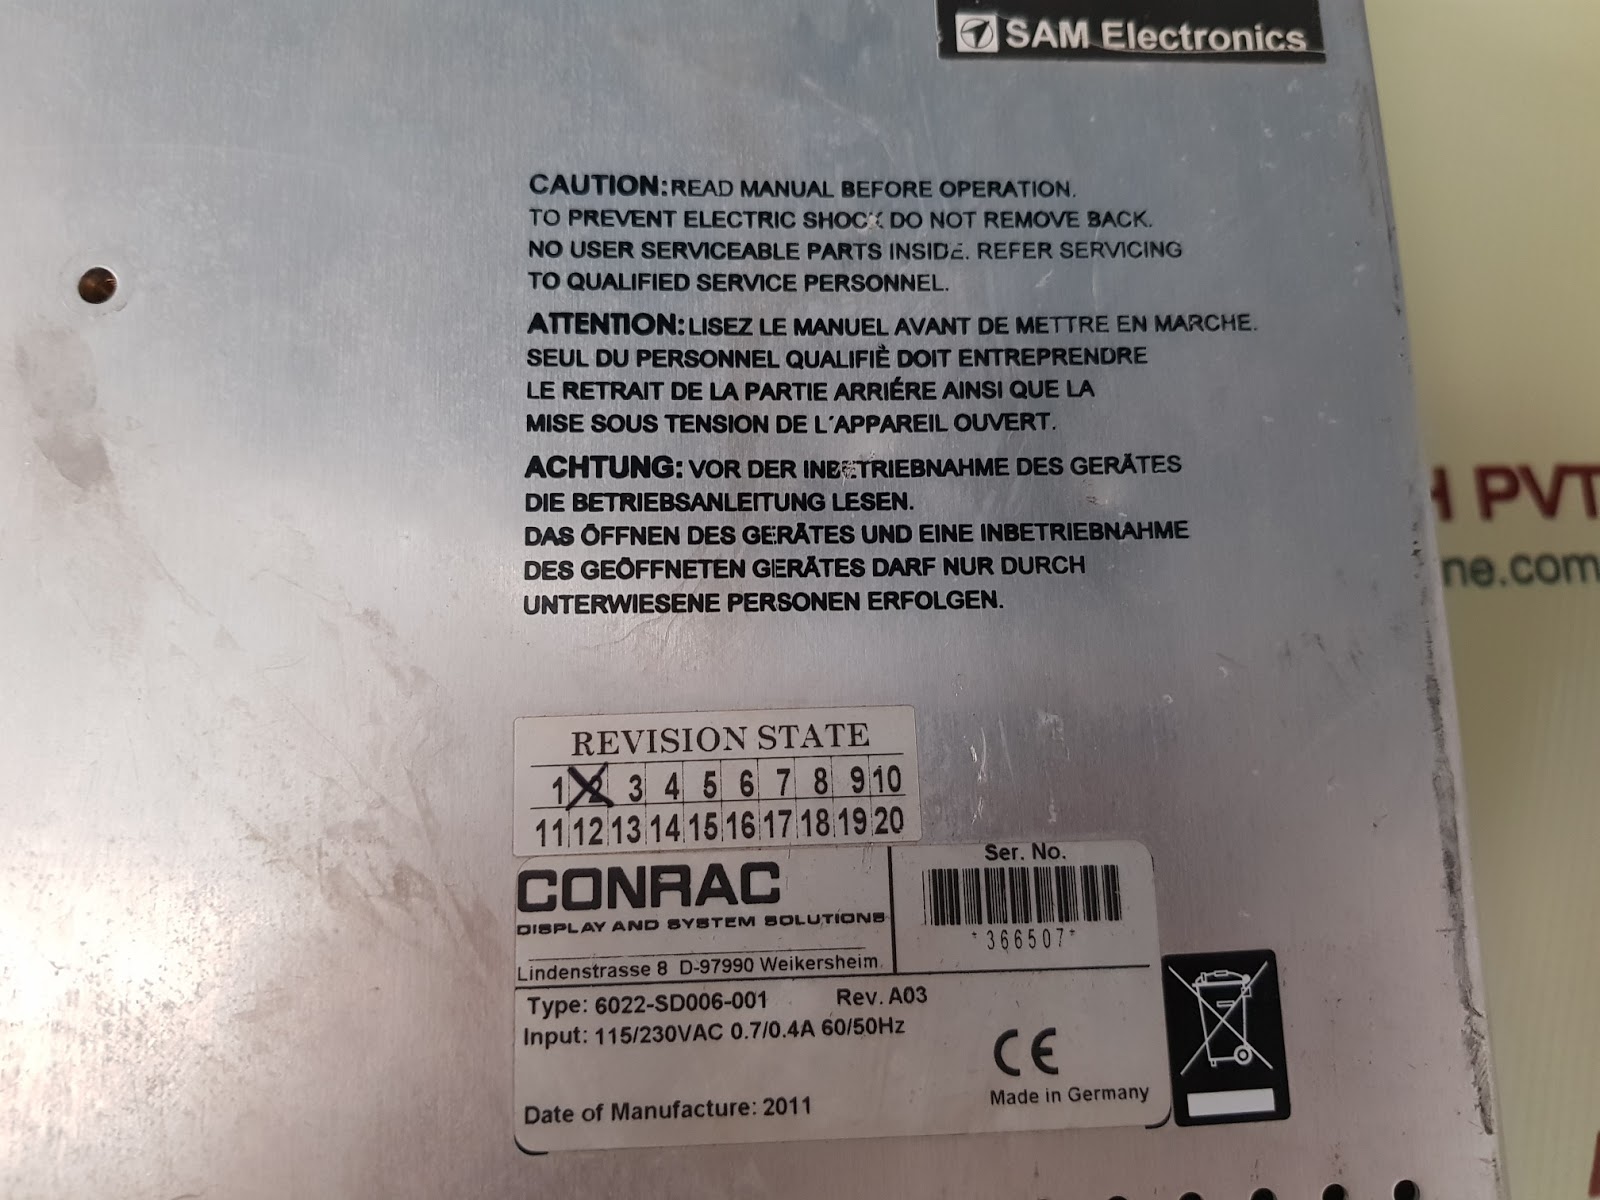 SAM Electronics
CAUTION: READ MANUAL BEFORE OPERATION.
TO PREVENT ELECTRIC SHOCK DO NOT REMOVE BACK.
NO USER SERVICEABLE PARTS INSIDE. REFER SERVICING
TO QUALIFIED SERVICE PERSONNEL.
ATTENTION: LISEZ LE MANUEL AVANT DE METTRE EN MARCHE.
SEUL DU PERSONNEL QUALIFIÈ DOIT ENTREPRENDRE
LE RETRAIT DE LA PARTIE ARRIÉRE AINSI QUE LA
MISE SOUS TENSION DE L´APPAREIL OUVERT.
ACHTUNG: VOR DER INBETRIEBNAHME DES GERÄTES
DIE BETRIEBSANLEITUNG LESEN.
DAS ÖFFNEN DES GERÄTES UND EINE INBETRIEBNAHME
DES GEÖFFNETEN GERÄTES DARF NUR DURCH
UNTERWIESENE PERSONEN ERFOLGEN.
REVISION STATE
1 2 3 4 5 6 7 8 9 10
11 12 13 14 15 16 17 18 19 20
CONRAC
DISPLAY AND SYSTEM SOLUTIONS
Lindenstrasse 8 D-97990 Weikersheim
Ser. No.
*366507*
Type: 6022-SD006-001 Rev. A03
Input: 115/230VAC 0.7/0.4A 60/50Hz
CE
Made in Germany
Date of Manufacture: 2011
H PVT
ne.com